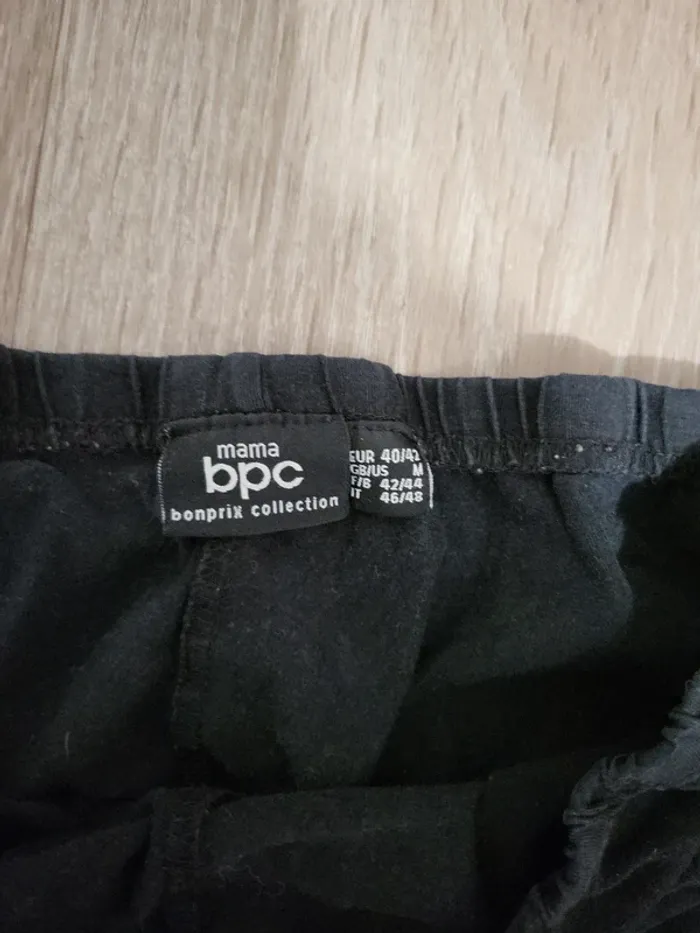 mama
bpc
bonprix collection
EUR 40/42
GB/US M
F/B 42/44
IT 46/48